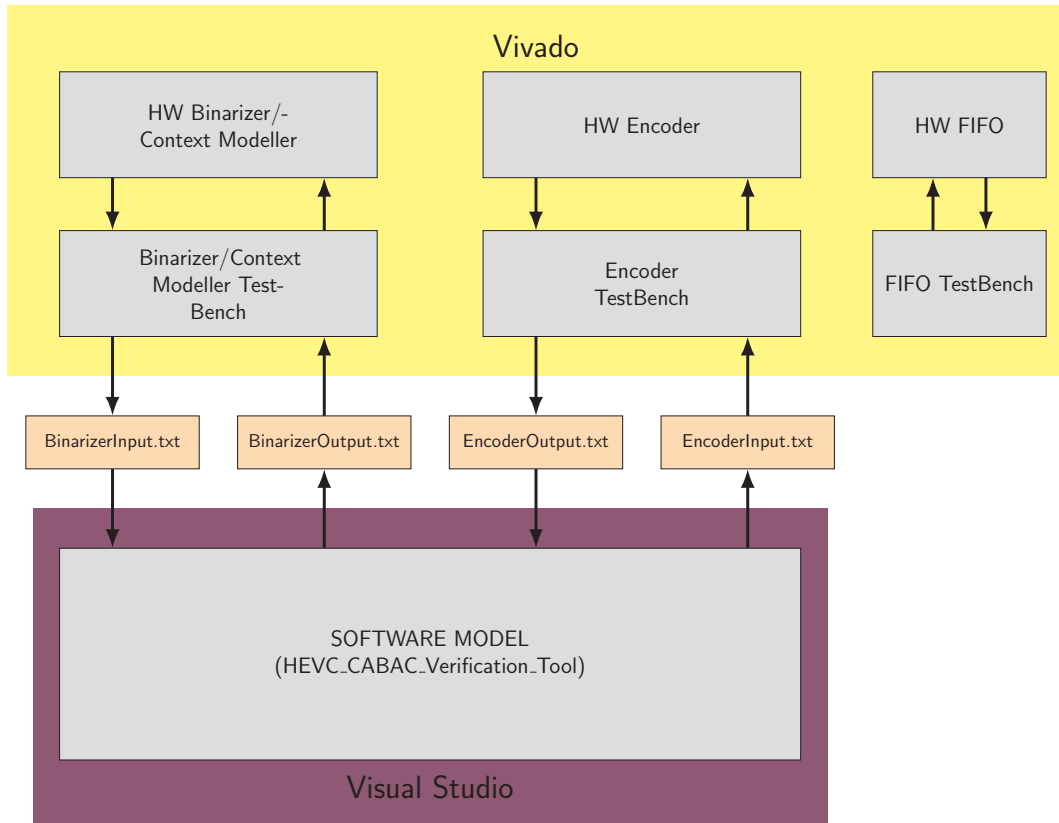 Vivado
HW Binarizer/-
Context Modeller
HW Encoder
HW FIFO
Binarizer/Context
Modeller Test-
Bench
Encoder
TestBench
FIFO TestBench
BinarizerInput.txt
BinarizerOutput.txt
EncoderOutput.txt
EncoderInput.txt
SOFTWARE MODEL
(HEVC_CABAC_Verification_Tool)
Visual Studio